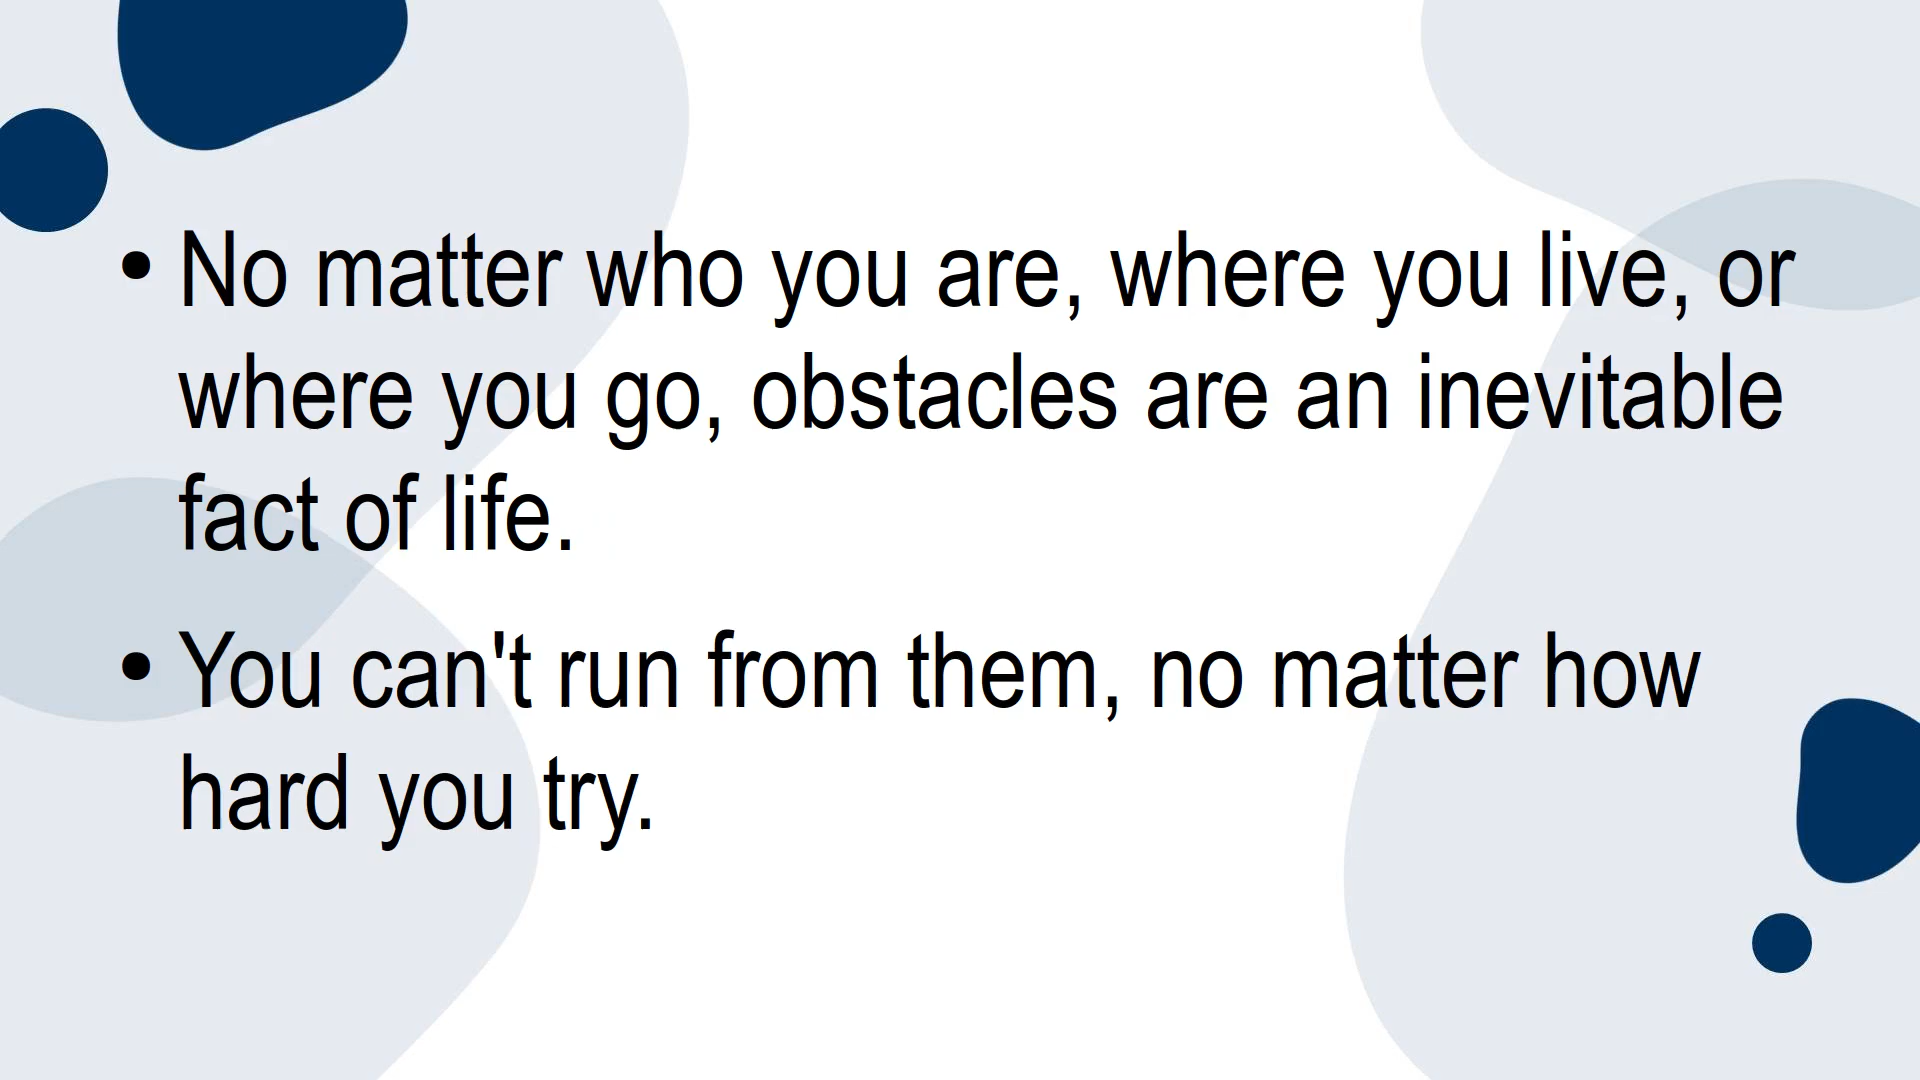 • No matter who you are, where you live, or
where you go, obstacles are an inevitable
fact of life.
• You can't run from them, no matter how
hard you try.